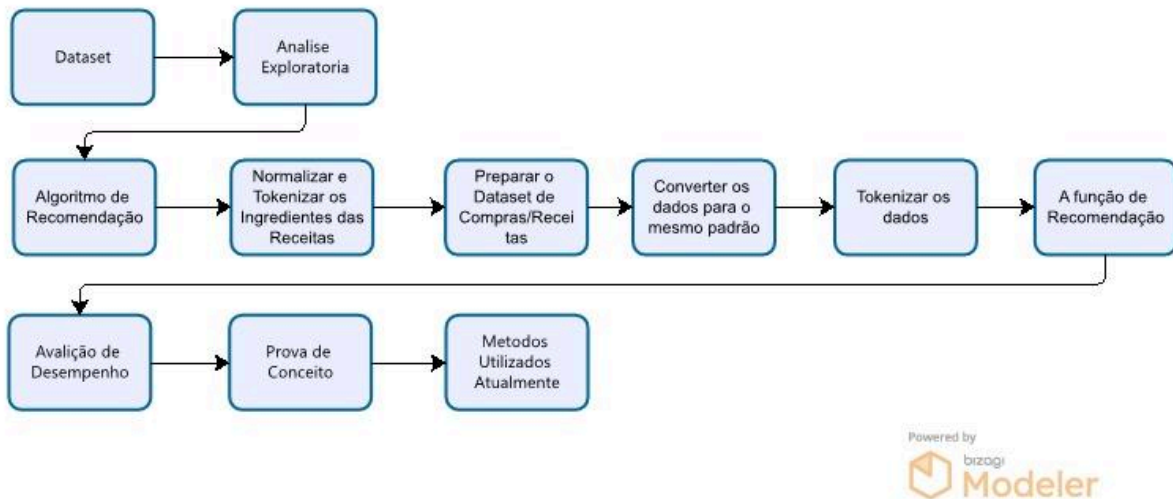 Dataset
Analise
Exploratoria
Algoritmo de
Recomendação
Normalizar e
Tokenizar os
Ingredientes das
Receitas
Preparar o
Dataset de
Compras/Recei
tas
Converter os
dados para o
mesmo padrão
Tokenizar os
dados
A função de
Recomendação
Avalição de
Desempenho
Prova de
Conceito
Metodos
Utilizados
Atualmente
Powered by
bizagi
Modeler